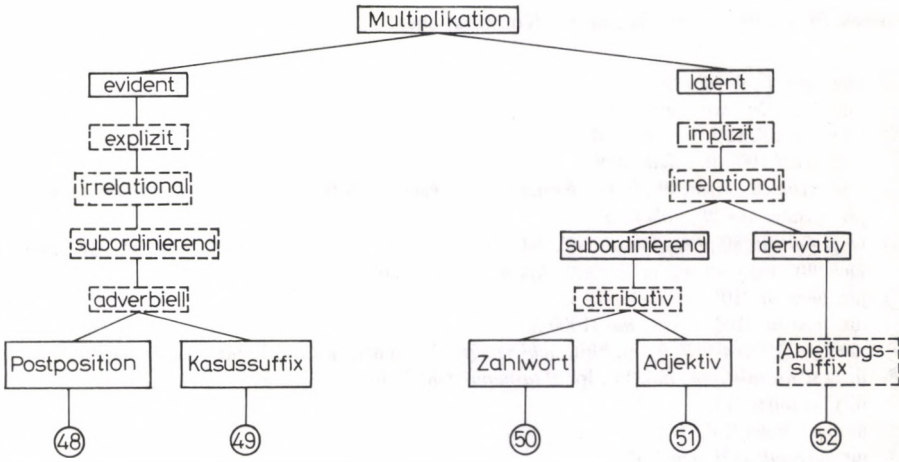 Multiplikation
evident latent
explizit implizit
irrelational irrelational
subordinierend subordinierend derivativ
adverbiell attributiv
Postposition Kasussuffix Zahlwort Adjektiv Ableitungs-
suffix
48 49 50 51 52